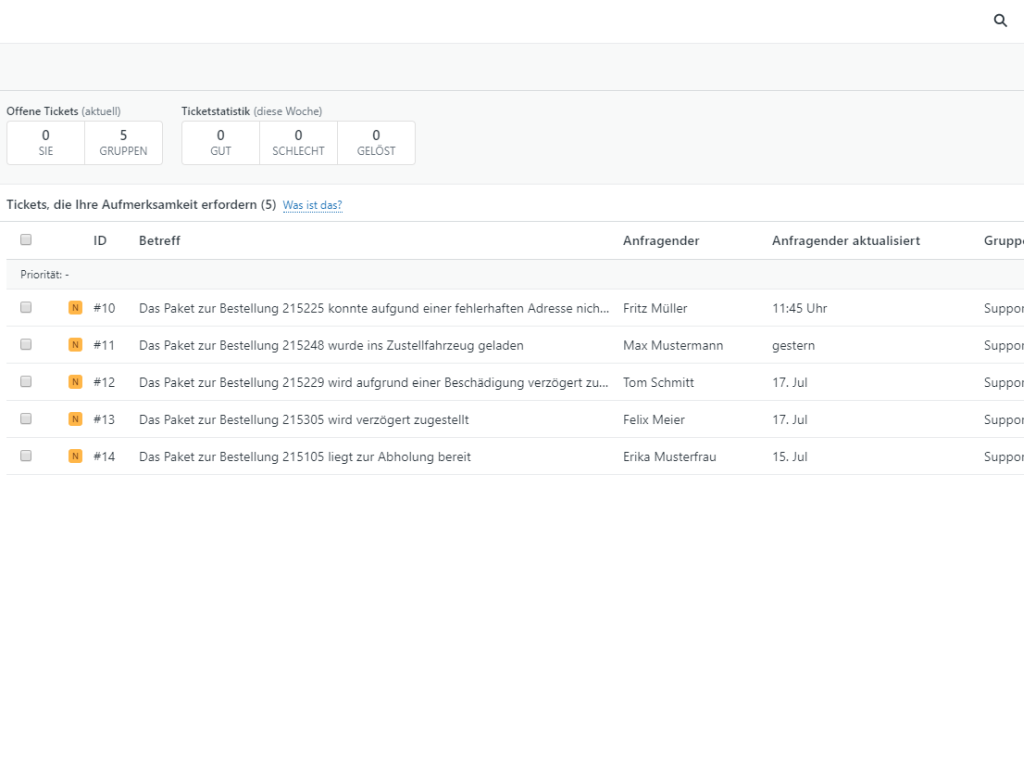 Offene Tickets (aktuell) Ticketstatistik (diese Woche)
0 5 0 0 0
SIE GRUPPEN GUT SCHLECHT GELÖST
Tickets, die Ihre Aufmerksamkeit erfordern (5) Was ist das?
ID Betreff Anfragender Anfragender aktualisiert Gruppe
Priorität: -
N #10 Das Paket zur Bestellung 215225 konnte aufgund einer fehlerhaften Adresse nich... Fritz Müller 11:45 Uhr Suppor
N #11 Das Paket zur Bestellung 215248 wurde ins Zustellfahrzeug geladen Max Mustermann gestern Suppor
N #12 Das Paket zur Bestellung 215229 wird aufgrund einer Beschädigung verzögert zu... Tom Schmitt 17. Jul Suppor
N #13 Das Paket zur Bestellung 215305 wird verzögert zugestellt Felix Meier 17. Jul Suppor
N #14 Das Paket zur Bestellung 215105 liegt zur Abholung bereit Erika Musterfrau 15. Jul Suppor